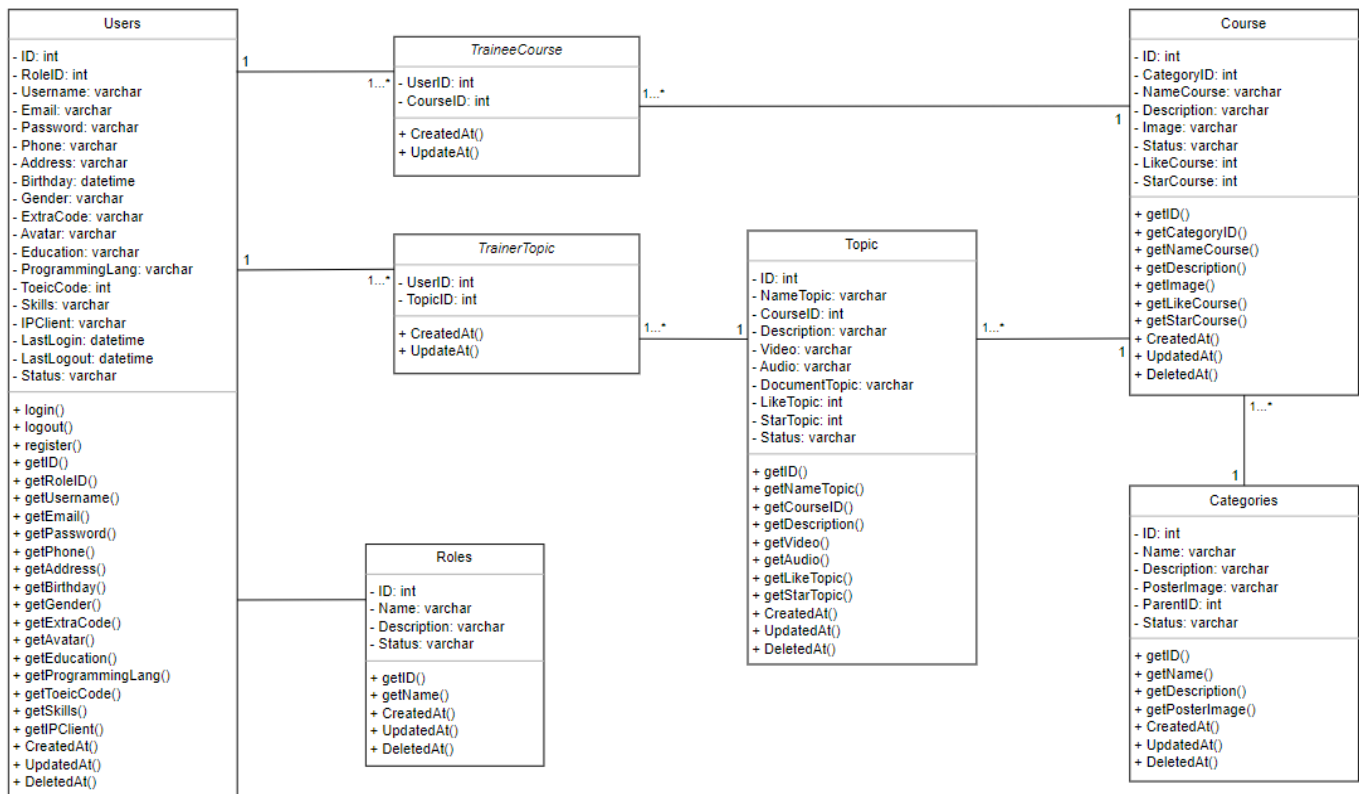 Users
- ID: int
- RoleID: int
- Username: varchar
- Email: varchar
- Password: varchar
- Phone: varchar
- Address: varchar
- Birthday: datetime
- Gender: varchar
- ExtraCode: varchar
- Avatar: varchar
- Education: varchar
- ProgrammingLang: varchar
- ToeicCode: int
- Skills: varchar
- IPClient: varchar
- LastLogin: datetime
- LastLogout: datetime
- Status: varchar
+ login()
+ logout()
+ register()
+ getID()
+ getRoleID()
+ getUsername()
+ getEmail()
+ getPassword()
+ getPhone()
+ getAddress()
+ getBirthday()
+ getGender()
+ getExtraCode()
+ getAvatar()
+ getEducation()
+ getProgrammingLang()
+ getToeicCode()
+ getSkills()
+ getIPClient()
+ CreatedAt()
+ UpdatedAt()
+ DeletedAt()
1
1...*
TraineeCourse
- UserID: int
- CourseID: int
+ CreatedAt()
+ UpdateAt()
1...*
1
1
1...*
TrainerTopic
- UserID: int
- TopicID: int
+ CreatedAt()
+ UpdateAt()
1...*
1
Roles
- ID: int
- Name: varchar
- Description: varchar
- Status: varchar
+ getID()
+ getName()
+ CreatedAt()
+ UpdatedAt()
+ DeletedAt()
Topic
- ID: int
- NameTopic: varchar
- CourseID: int
- Description: varchar
- Video: varchar
- Audio: varchar
- DocumentTopic: varchar
- LikeTopic: int
- StarTopic: int
- Status: varchar
+ getID()
+ getNameTopic()
+ getCourseID()
+ getDescription()
+ getVideo()
+ getAudio()
+ getLikeTopic()
+ getStarTopic()
+ CreatedAt()
+ UpdatedAt()
+ DeletedAt()
1...*
1
Course
- ID: int
- CategoryID: int
- NameCourse: varchar
- Description: varchar
- Image: varchar
- Status: varchar
- LikeCourse: int
- StarCourse: int
+ getID()
+ getCategoryID()
+ getNameCourse()
+ getDescription()
+ getImage()
+ getLikeCourse()
+ getStarCourse()
+ CreatedAt()
+ UpdatedAt()
+ DeletedAt()
1...*
1
Categories
- ID: int
- Name: varchar
- Description: varchar
- PosterImage: varchar
- ParentID: int
- Status: varchar
+ getID()
+ getName()
+ getDescription()
+ getPosterImage()
+ CreatedAt()
+ UpdatedAt()
+ DeletedAt()